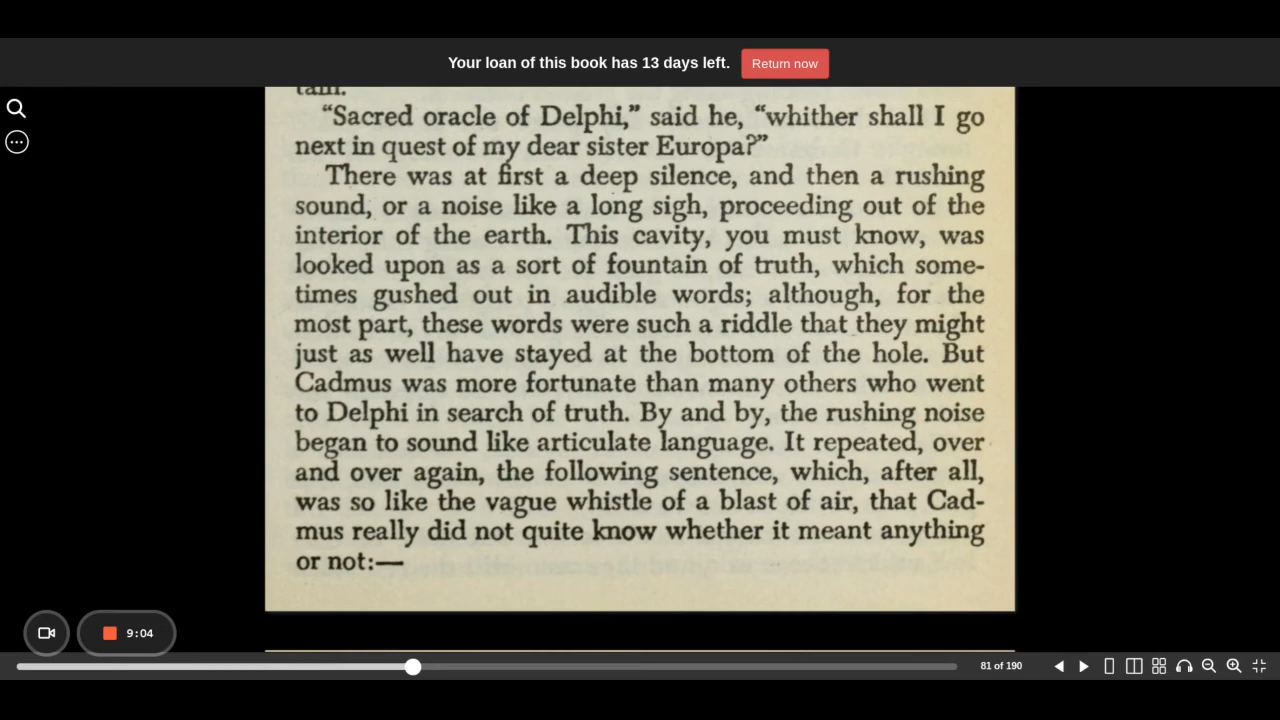 Your loan of this book has 13 days left. Return now
tain.
“Sacred oracle of Delphi,” said he, “whither shall I go
next in quest of my dear sister Europa?”
There was at first a deep silence, and then a rushing
sound, or a noise like a long sigh, proceeding out of the
interior of the earth. This cavity, you must know, was
looked upon as a sort of fountain of truth, which some-
times gushed out in audible words; although, for the
most part, these words were such a riddle that they might
just as well have stayed at the bottom of the hole. But
Cadmus was more fortunate than many others who went
to Delphi in search of truth. By and by, the rushing noise
began to sound like articulate language. It repeated, over
and over again, the following sentence, which, after all,
was so like the vague whistle of a blast of air, that Cad-
mus really did not quite know whether it meant anything
or not:—
9:04
81 of 190